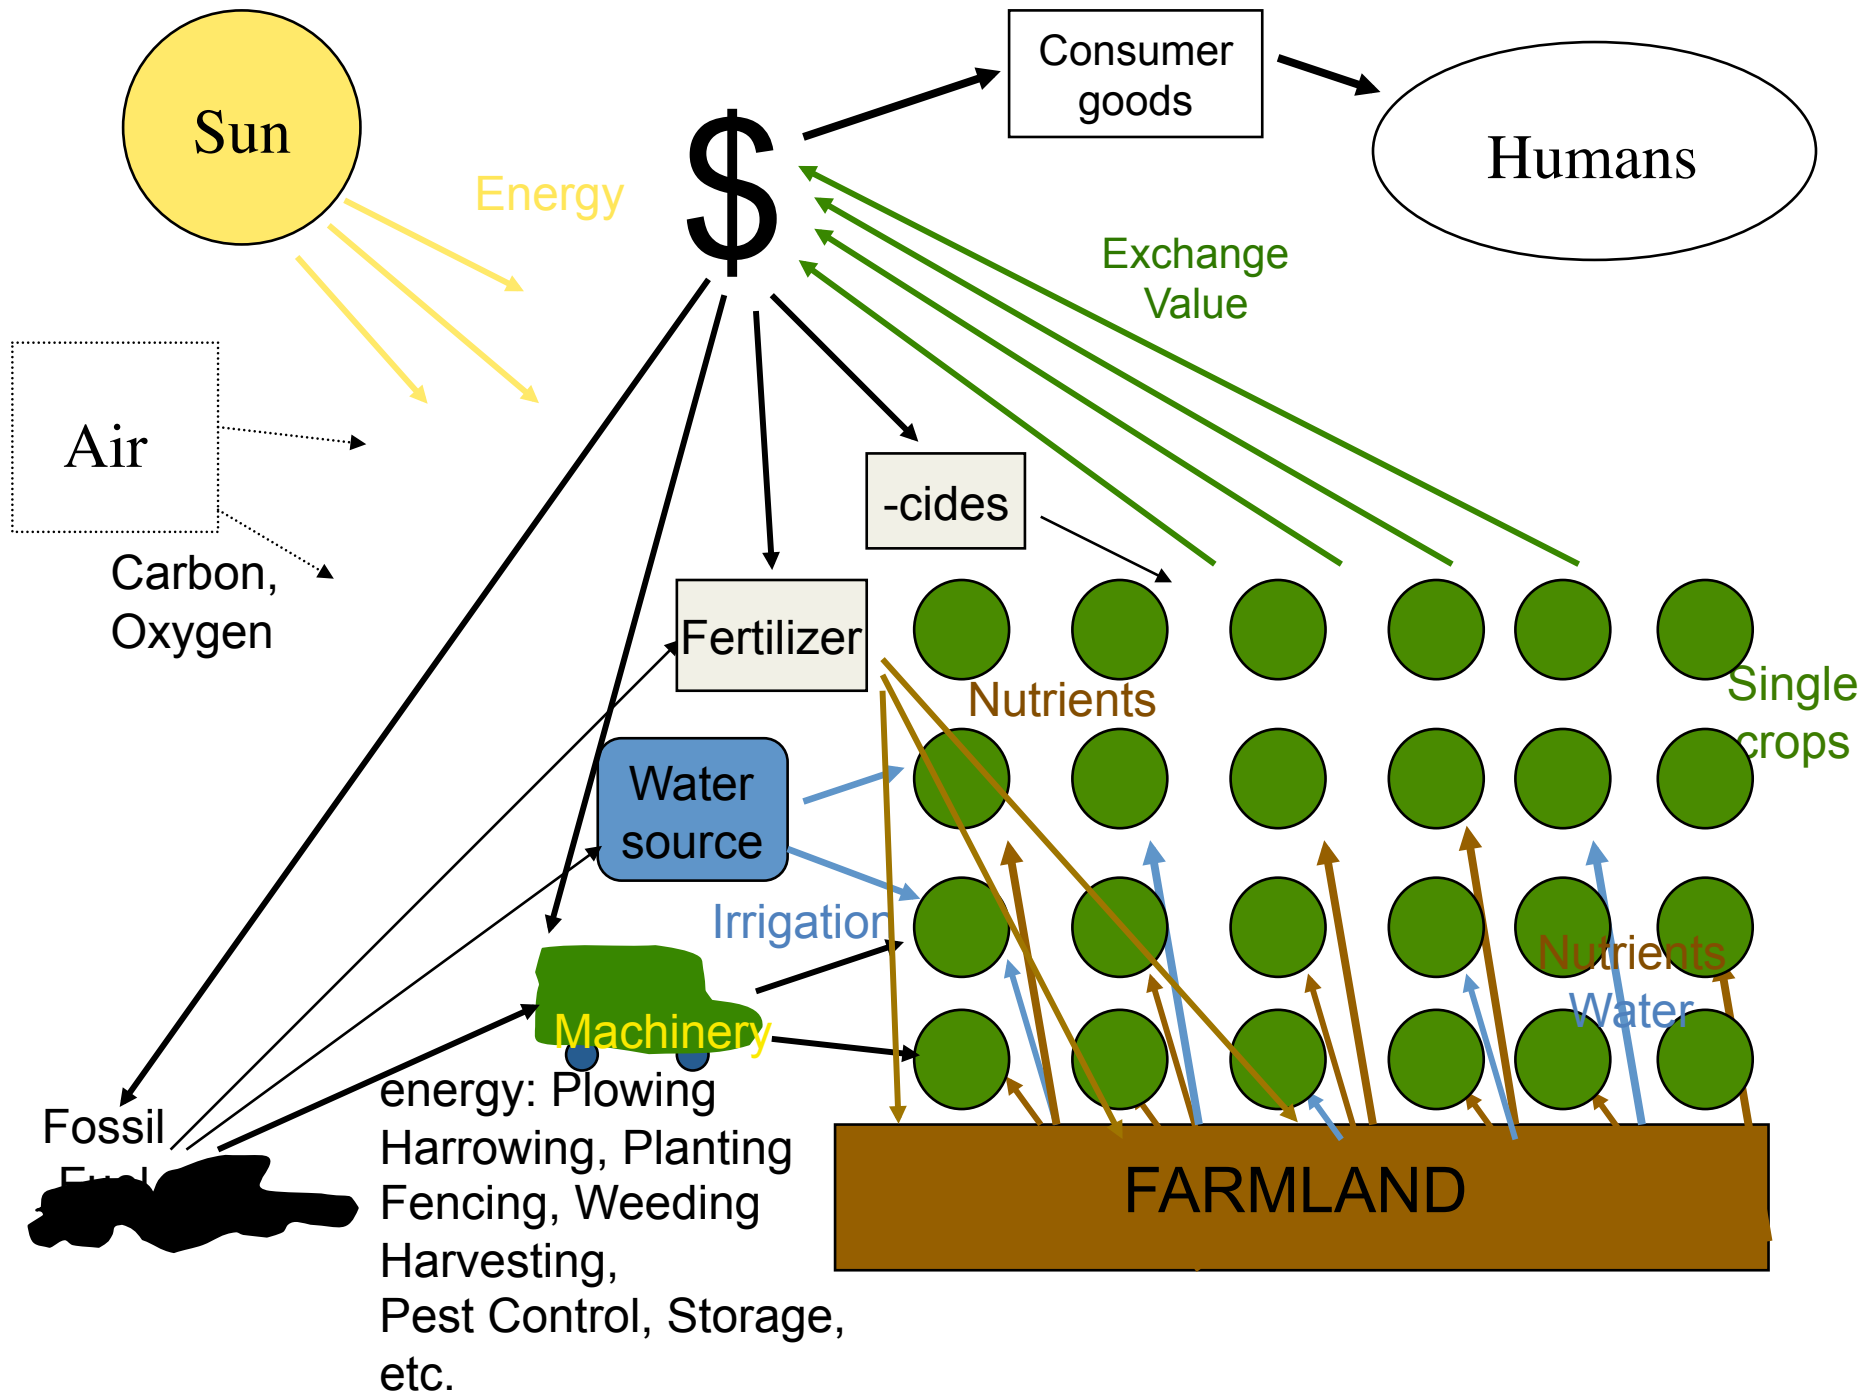 Sun
Energy
$
Consumer
goods
Humans
Exchange
Value
Air
Carbon,
Oxygen
-cides
Fertilizer
Nutrients
Single
crops
Water
source
Irrigation
Machinery
Nutrients
Water
Fossil
Fuel
energy: Plowing
Harrowing, Planting
Fencing, Weeding
Harvesting,
Pest Control, Storage,
etc.
FARMLAND